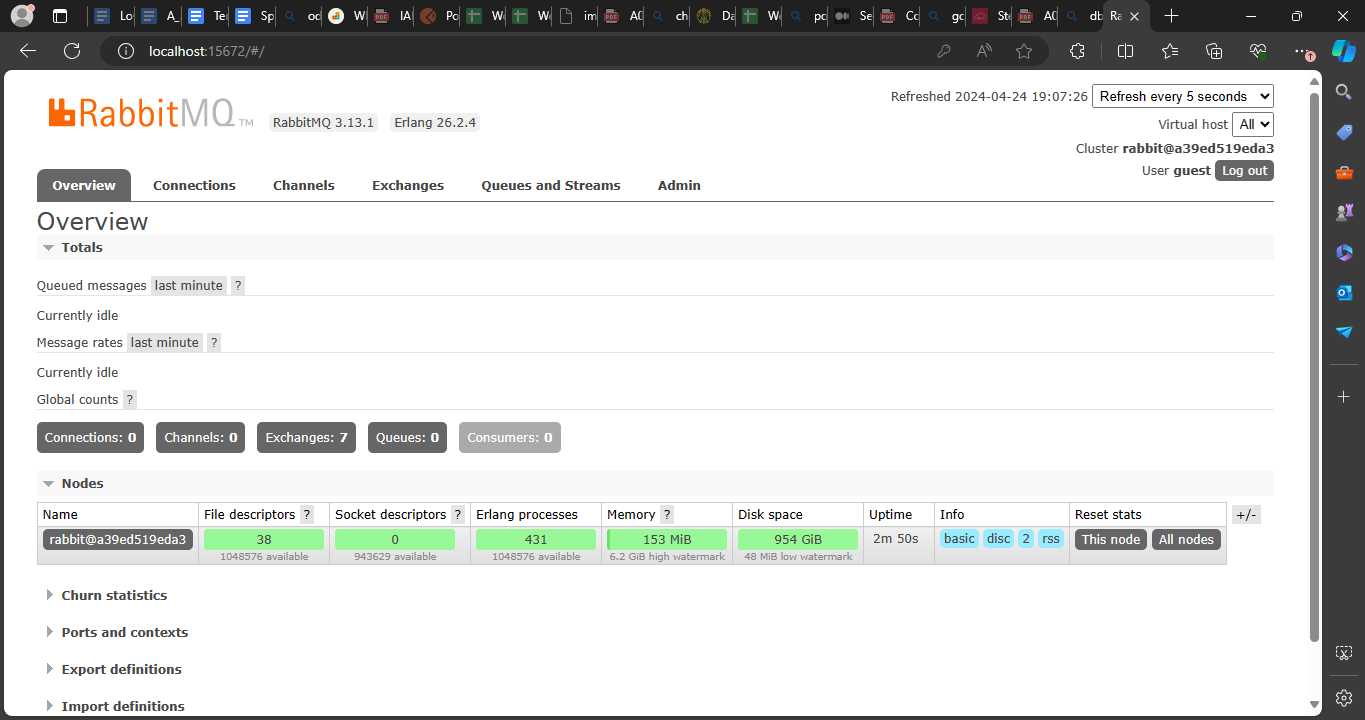 Lo
A_
Te
Sp
oc
W
IA
Po
W
W
im
A0
ch
Da
W
pc
Se
Co
gc
Ste
A0
db
Ra
localhost:15672/#/
RabbitMQ TM
RabbitMQ 3.13.1
Erlang 26.2.4
Refreshed 2024-04-24 19:07:26
Refresh every 5 seconds
Virtual host
All
Cluster rabbit@a39ed519eda3
User guest
Log out
Overview
Connections
Channels
Exchanges
Queues and Streams
Admin
Overview
Totals
Queued messages last minute ?
Currently idle
Message rates last minute ?
Currently idle
Global counts ?
Connections: 0
Channels: 0
Exchanges: 7
Queues: 0
Consumers: 0
Nodes
Name
File descriptors ?
Socket descriptors ?
Erlang processes
Memory ?
Disk space
Uptime
Info
Reset stats
+/-
rabbit@a39ed519eda3
38
1048576 available
0
943629 available
431
1048576 available
153 MiB
6.2 GiB high watermark
954 GiB
48 MiB low watermark
2m 50s
basic
disc
2
rss
This node
All nodes
Churn statistics
Ports and contexts
Export definitions
Import definitions